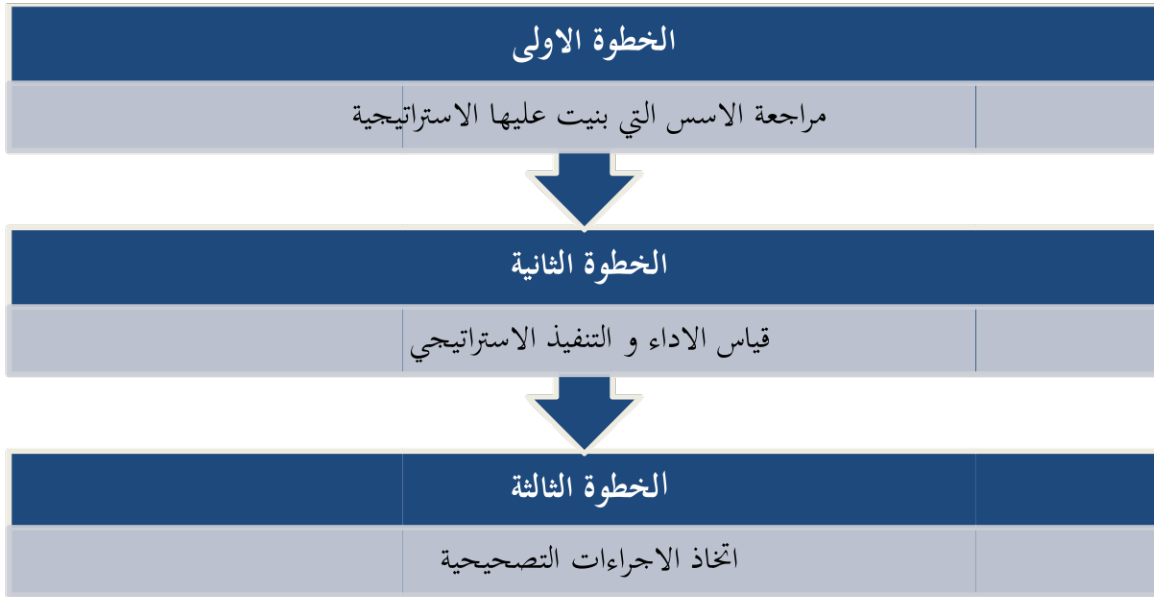 الخطوة الاولى
مراجعة الاسس التي بنيت عليها الاستراتيجية
الخطوة الثانية
قياس الاداء و التنفيذ الاستراتيجي
الخطوة الثالثة
اتخاذ الاجراءات التصحيحية